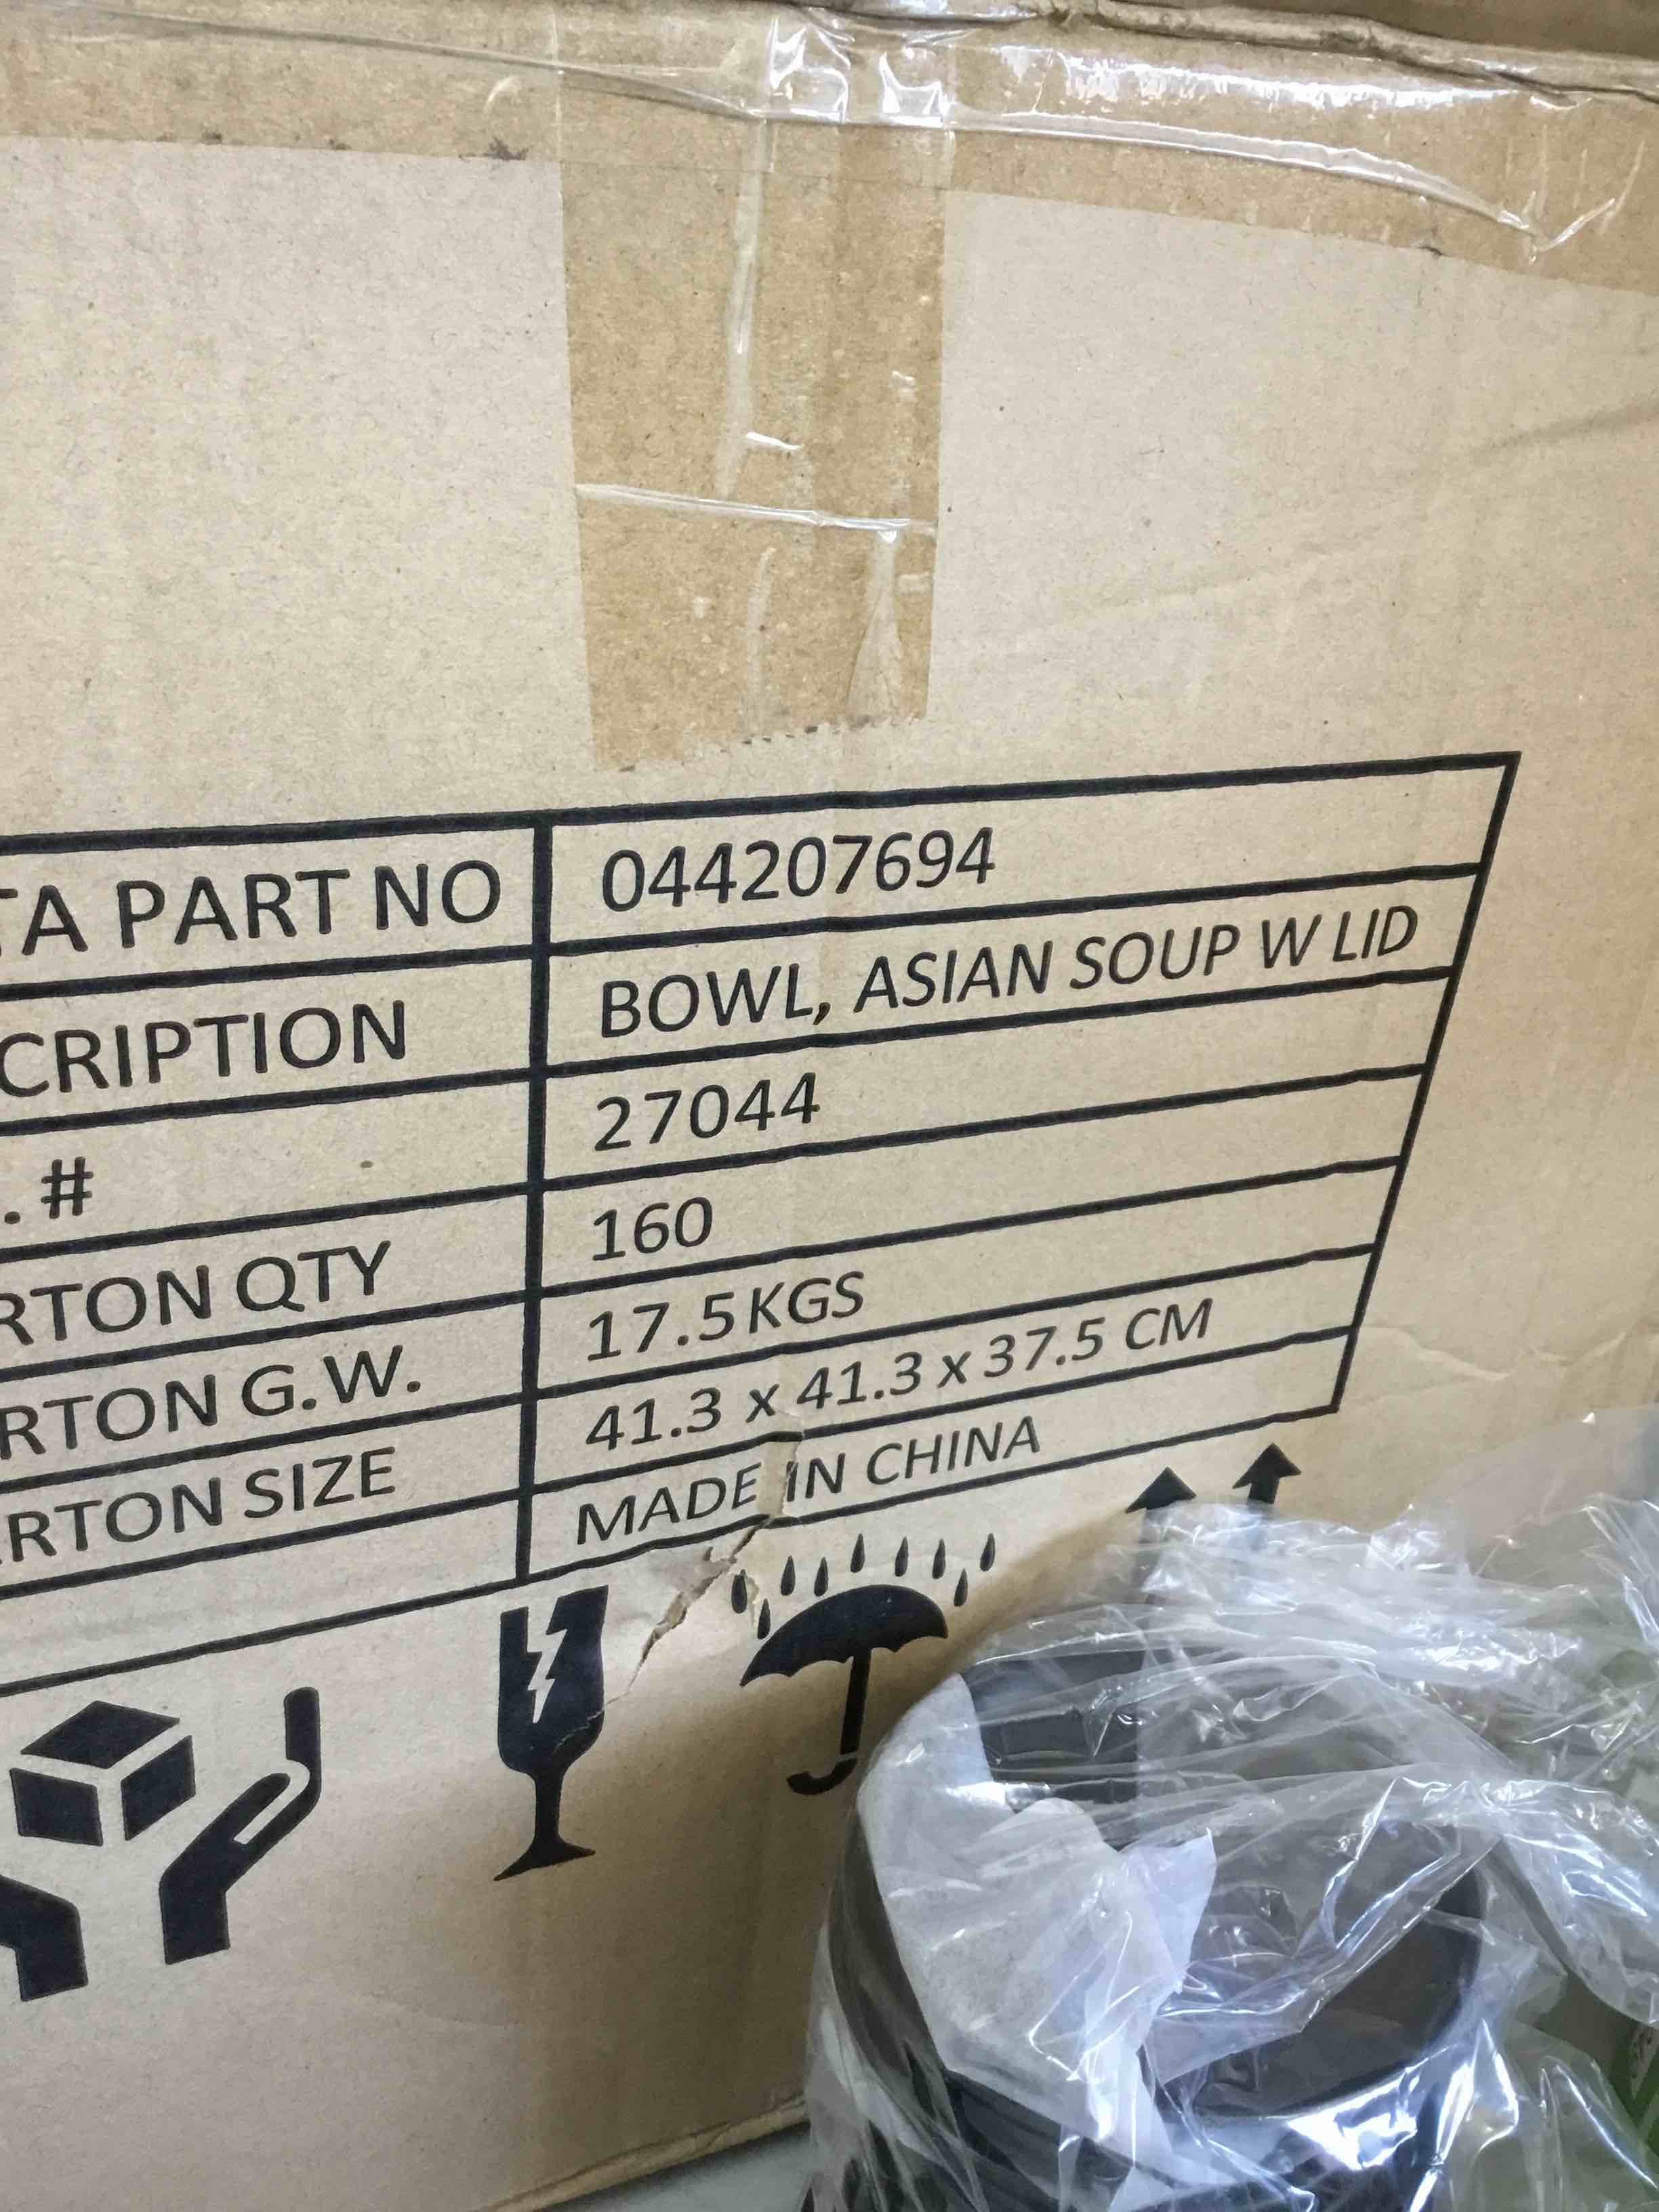 TA PART NO 044207694
CRIPTION BOWL, ASIAN SOUP W LID
. # 27044
RTON QTY 160
RTON G.W. 17.5KGS
ARTON SIZE 41.3 x 41.3 x 37.5 CM
MADE IN CHINA